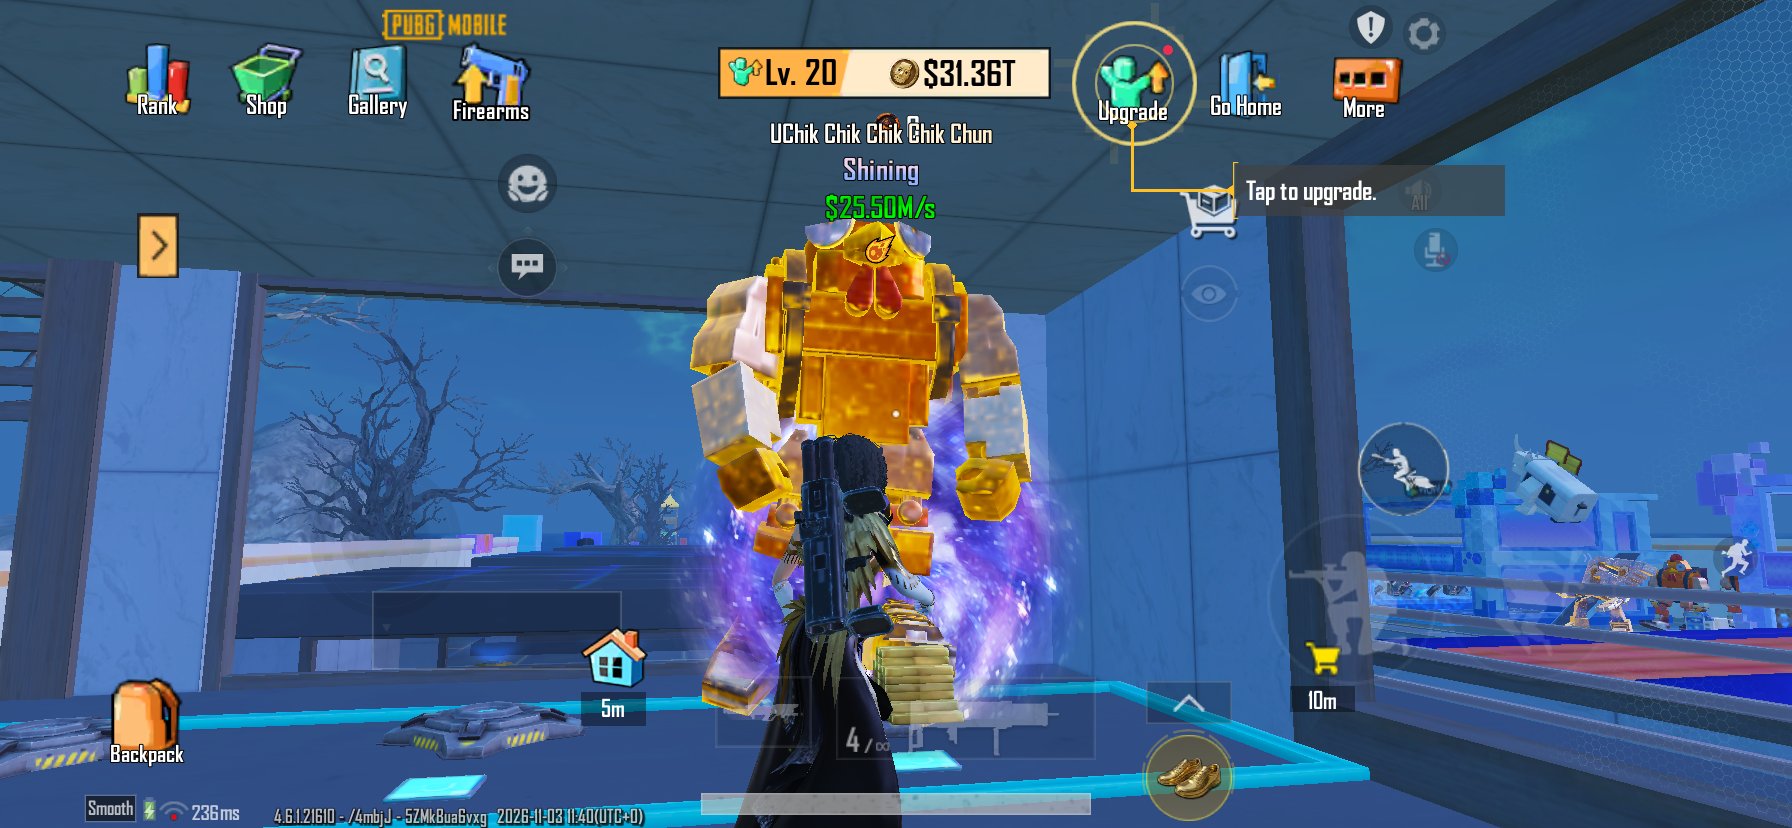 PUBG MOBILE
Rank
Shop
Gallery
Firearms
Lv. 20
$31.36T
Upgrade
Go Home
More
UChik Chik Chik Chik Chun
Shining
$25.50M/s
Tap to upgrade.
All
5m
10m
4/∞
Backpack
Smooth
236ms
4.6.1.21610 - /4mbjJ - 5ZMkBua6vxg 2026-11-03 11:40(UTC+0)